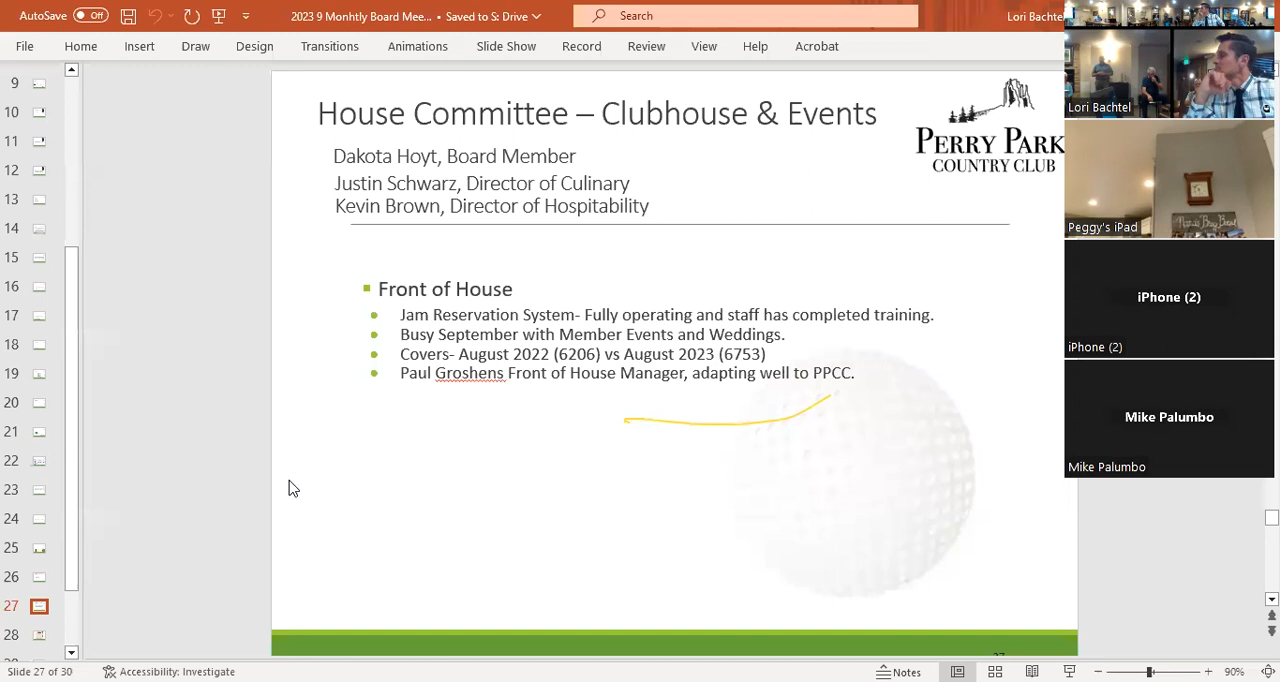 AutoSave Off 2023 9 Monhtly Board Mee... • Saved to S: Drive Search Lori Bachtel
File Home Insert Draw Design Transitions Animations Slide Show Record Review View Help Acrobat
9
10
11
12
13
14
15
16
17
18
19
20
21
22
23
24
25
26
27
28
House Committee – Clubhouse & Events
Dakota Hoyt, Board Member
Justin Schwarz, Director of Culinary
Kevin Brown, Director of Hospitability
PERRY PARK
COUNTRY CLUB
Front of House
Jam Reservation System- Fully operating and staff has completed training.
Busy September with Member Events and Weddings.
Covers- August 2022 (6206) vs August 2023 (6753)
Paul Groshens Front of House Manager, adapting well to PPCC.
Lori Bachtel
Peggy's iPad
iPhone (2)
iPhone (2)
Mike Palumbo
Mike Palumbo
Slide 27 of 30 Accessibility: Investigate Notes 90%